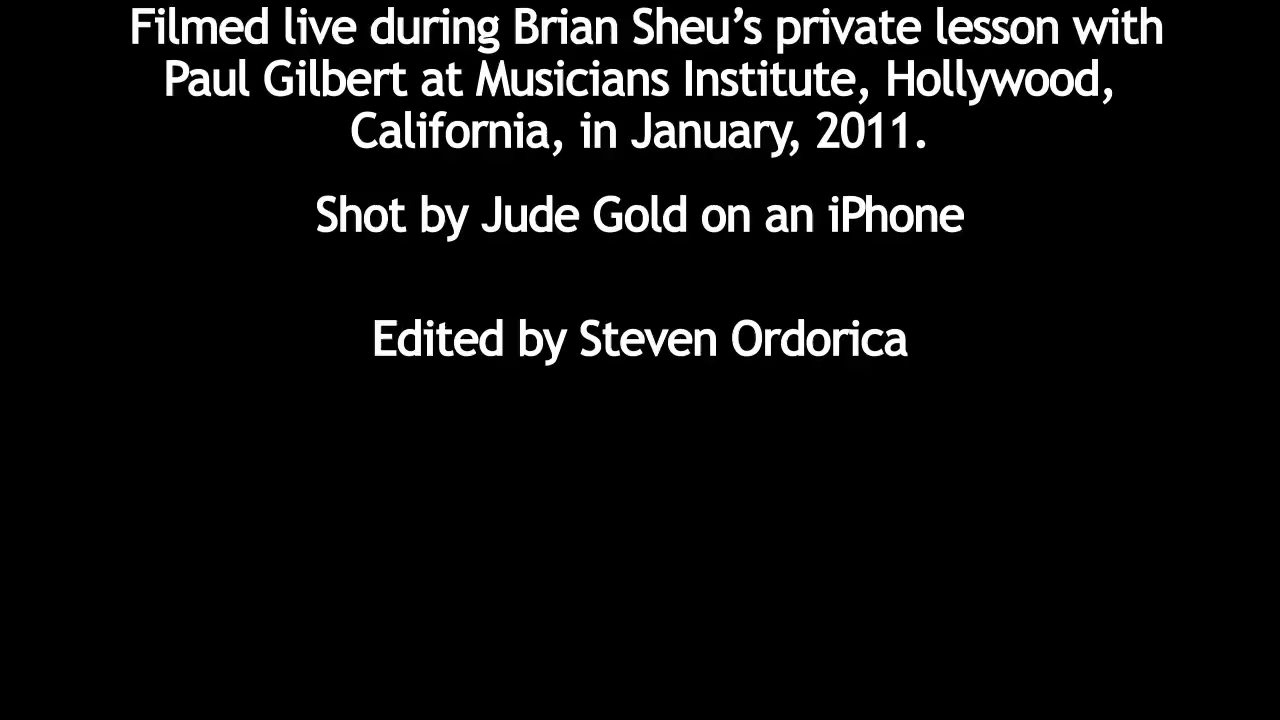 Filmed live during Brian Sheu’s private lesson with
Paul Gilbert at Musicians Institute, Hollywood,
California, in January, 2011.
Shot by Jude Gold on an iPhone
Edited by Steven Ordorica